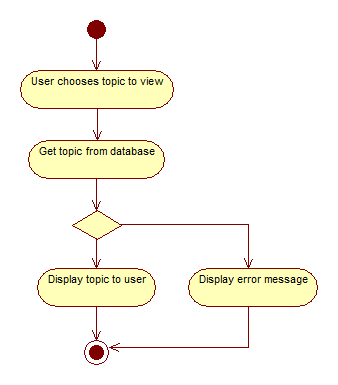 User chooses topic to view
Get topic from database
Display topic to user
Display error message